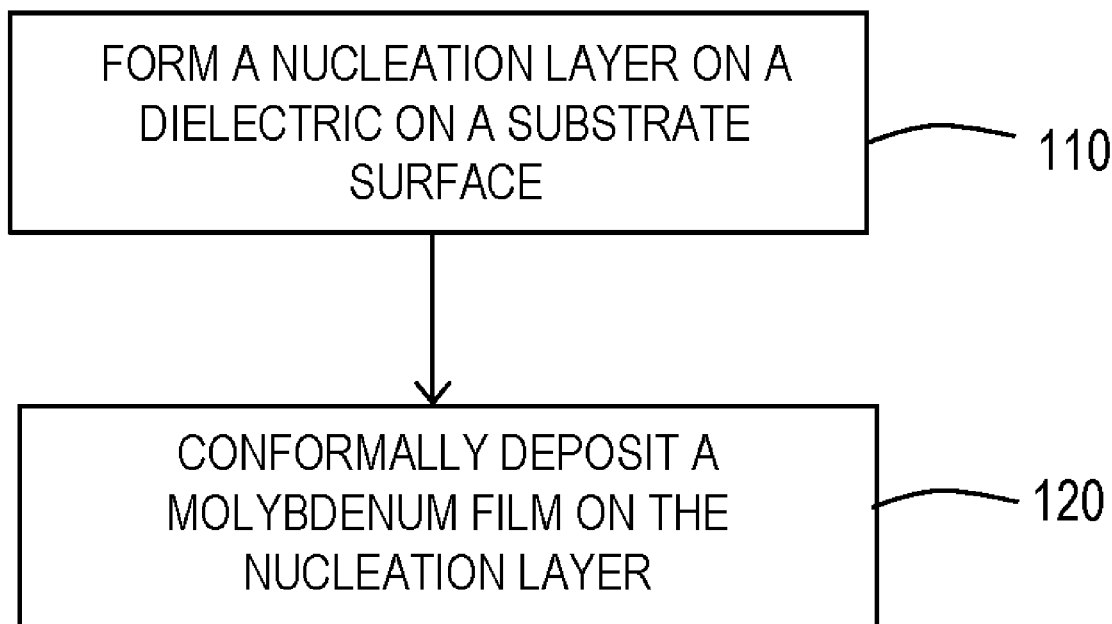 FORM A NUCLEATION LAYER ON A
DIELECTRIC ON A SUBSTRATE
SURFACE
110
CONFORMALLY DEPOSIT A
MOLYBDENUM FILM ON THE
NUCLEATION LAYER
120